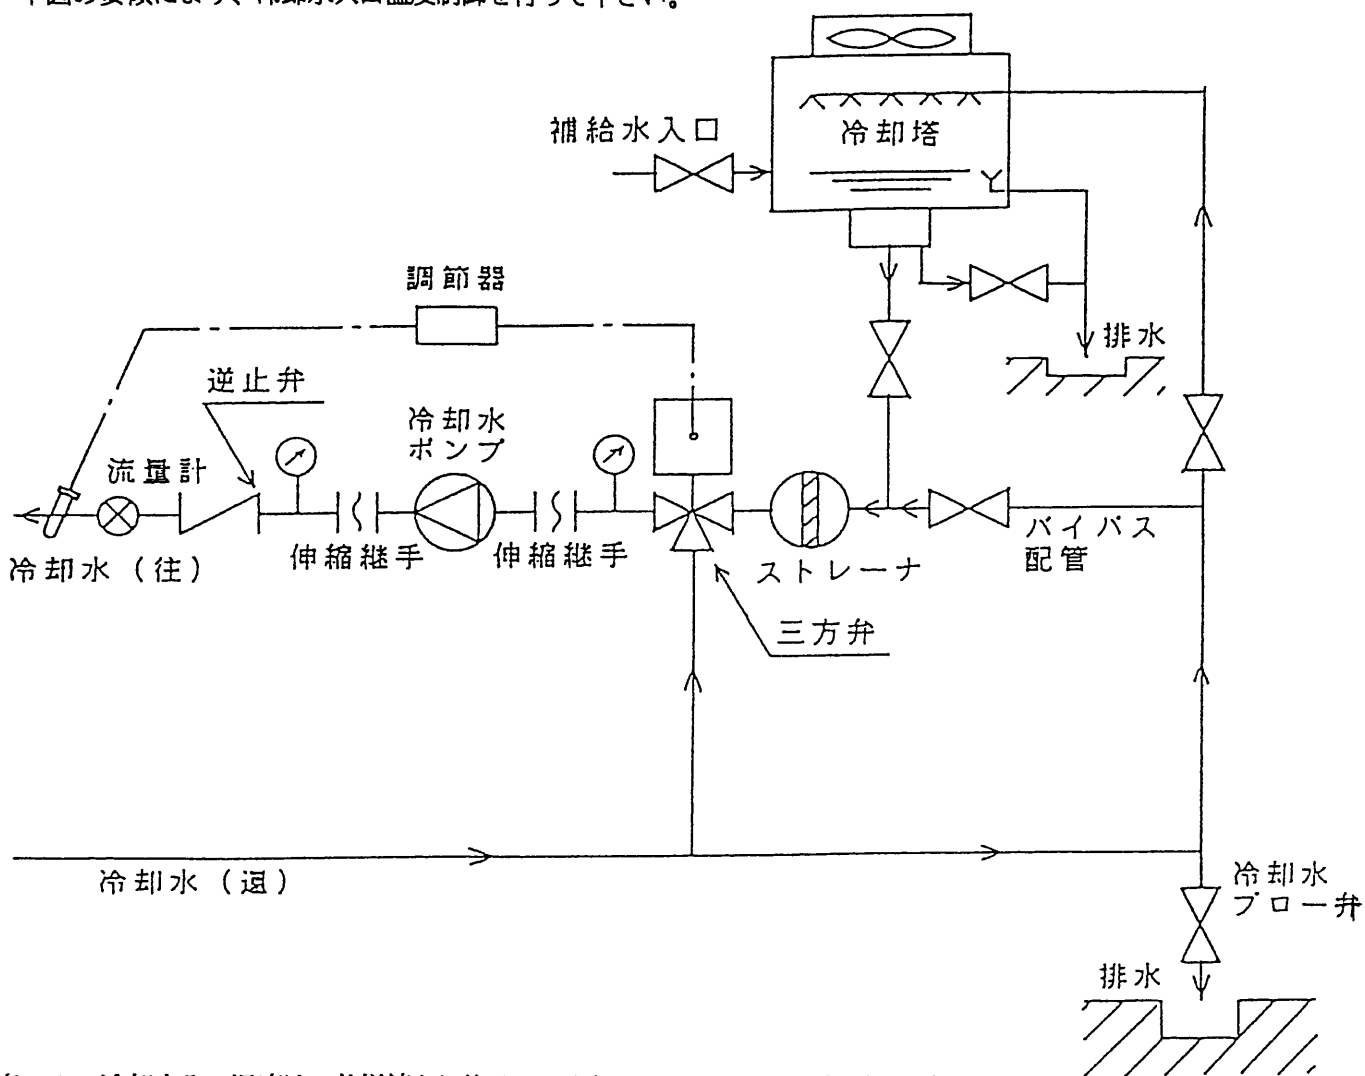 補給水入口
冷却塔
調節器
排水
逆止弁
冷却水
ポンプ
流量計
伸縮継手
伸縮継手
バイパス
配管
冷却水(往)
ストレーナ
三方弁
冷却水(還)
冷却水
ブロー弁
排水